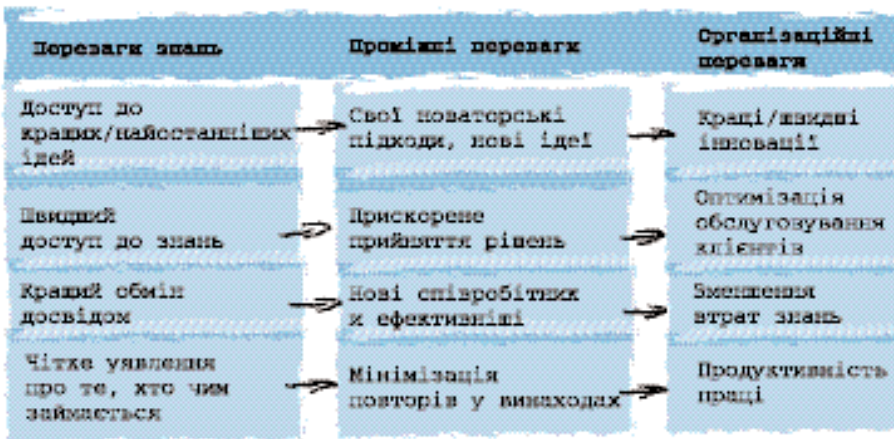 Переваги знань
Проміжні переваги
Організаційні
переваги
Доступ до
кращих/найостанніших
ідей
Свої новаторські
підходи, нові ідеї
Кращі/швидші
інновації
Швидший
доступ до знань
Прискорене
прийняття рішень
Оптимізація
обслуговування
клієнтів
Кращий обмін
досвідом
Нові співробітник
и ефективніші
Зменшення
втрат знань
Чітке уявлення
про те, хто чим
займається
Мінімізація
повторів у винаходах
Продуктивність
праці